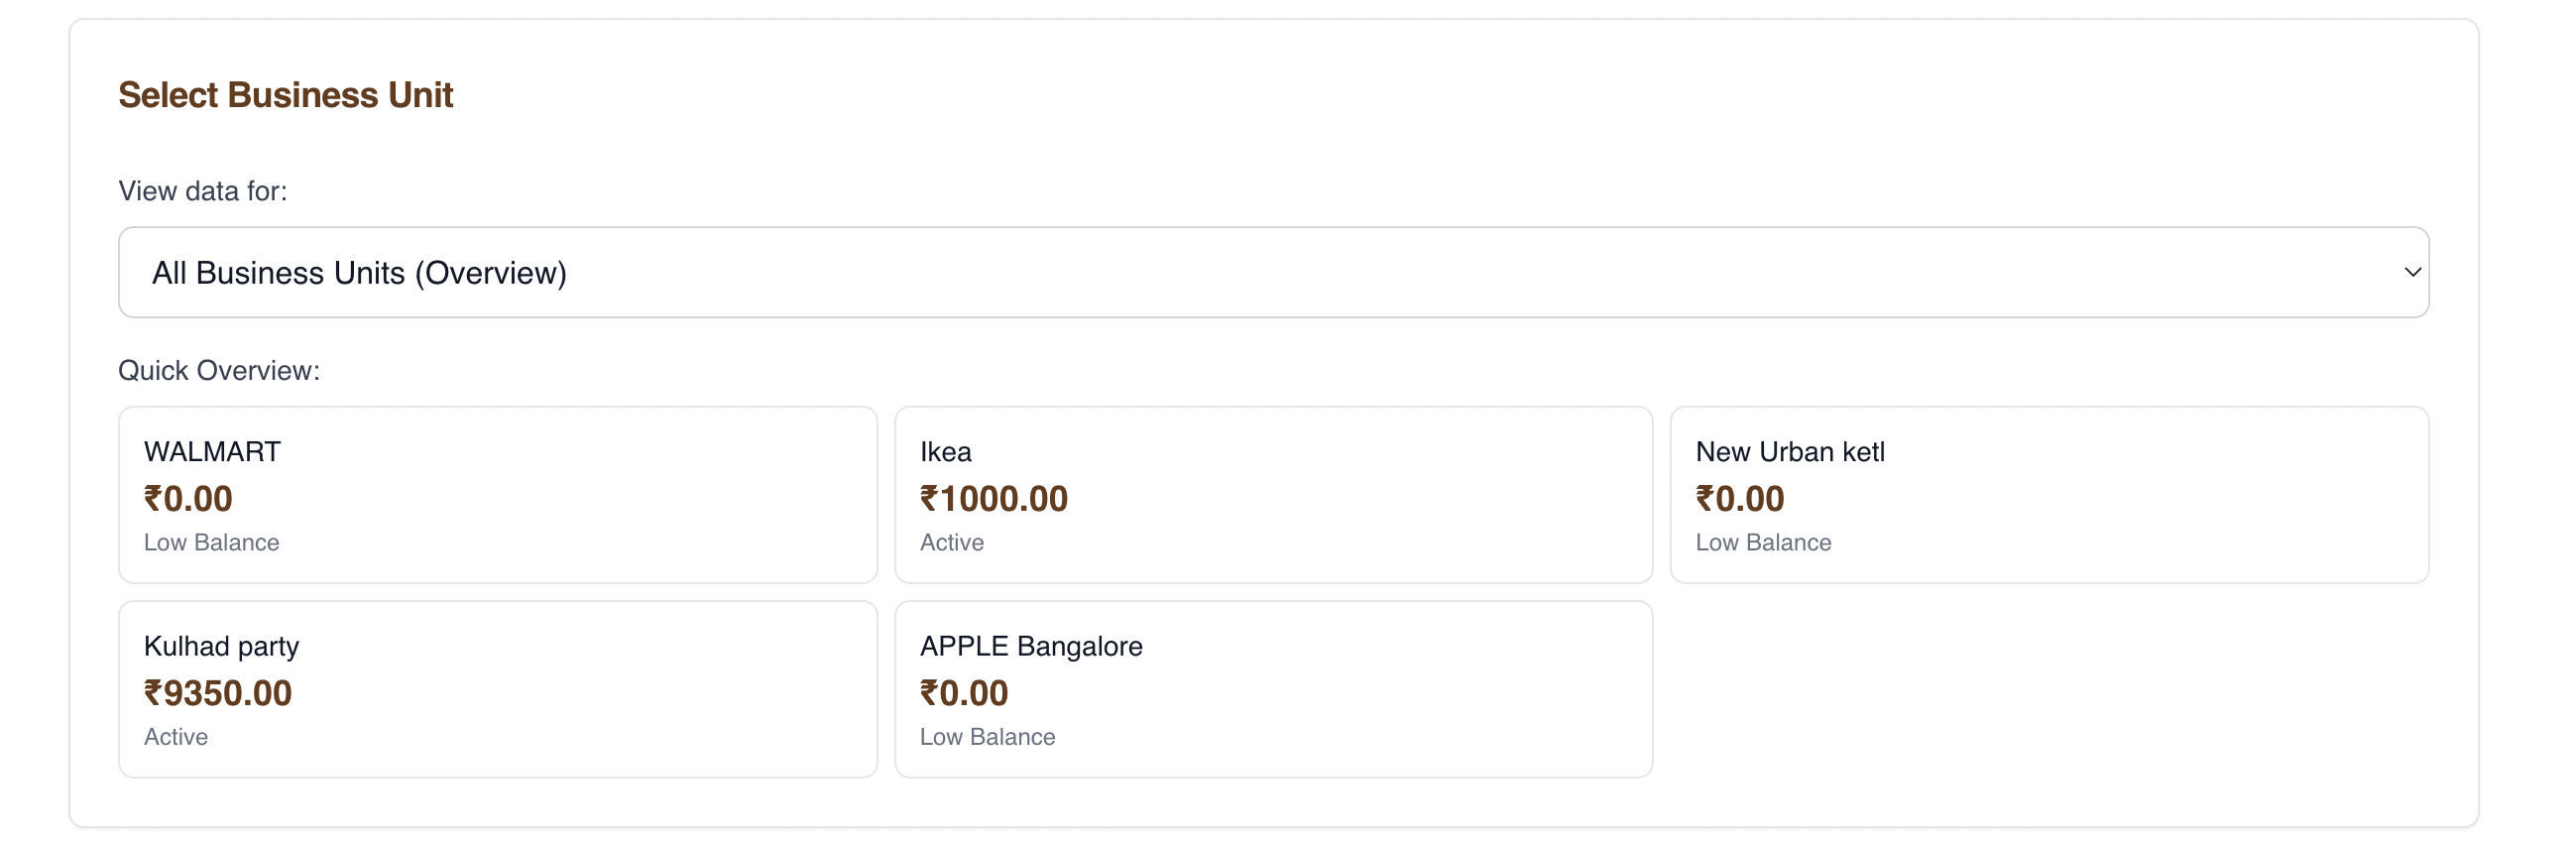 Select Business Unit
View data for:
All Business Units (Overview)
Quick Overview:
WALMART
₹0.00
Low Balance
Ikea
₹1000.00
Active
New Urban ketl
₹0.00
Low Balance
Kulhad party
₹9350.00
Active
APPLE Bangalore
₹0.00
Low Balance